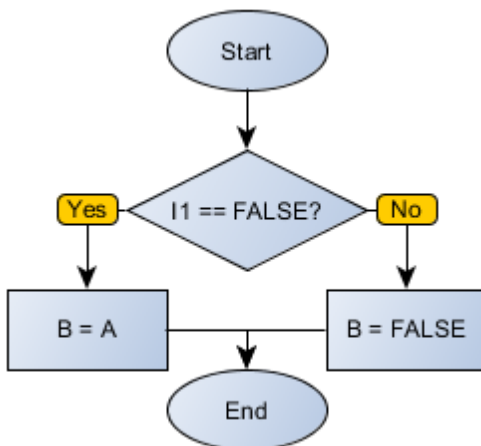 Start
I1 == FALSE?
Yes
No
B = A
B = FALSE
End